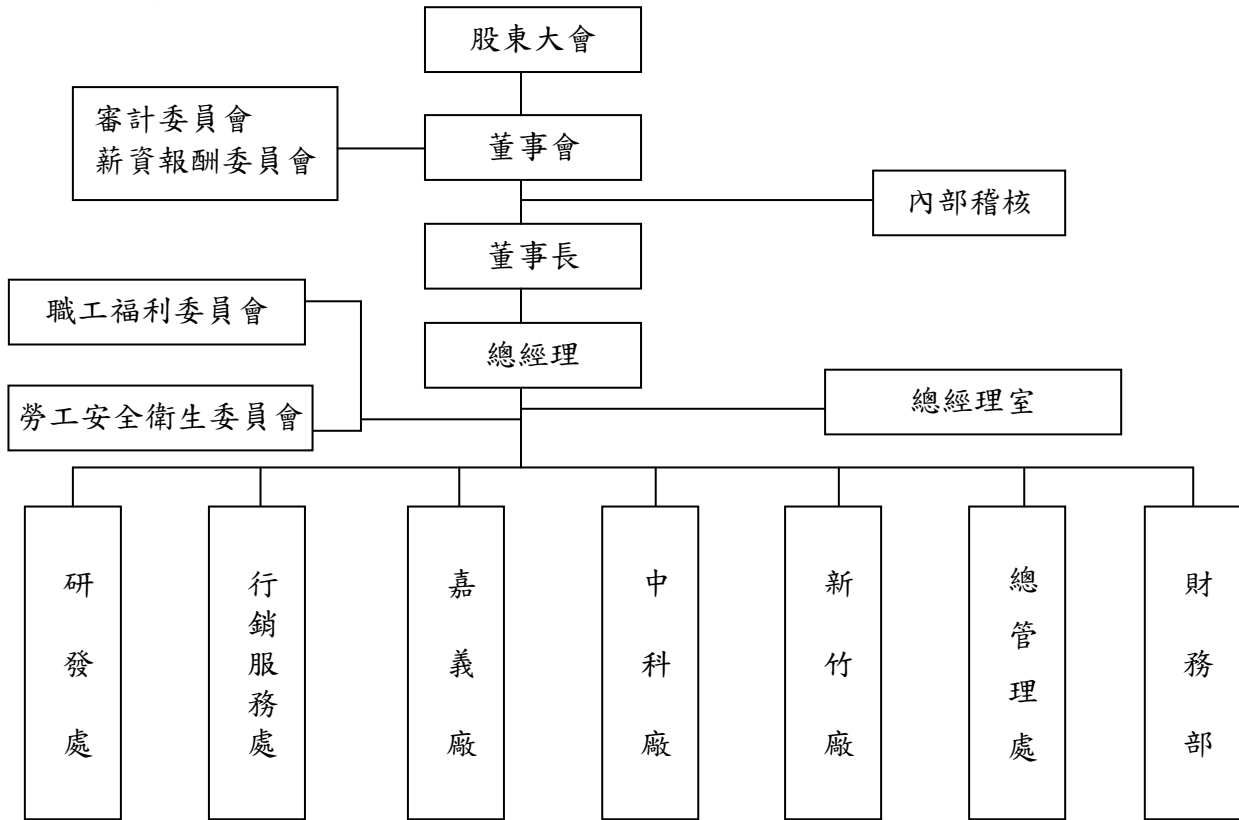 股東大會
審計委員會
薪資報酬委員會
董事會
內部稽核
董事長
職工福利委員會
總經理
勞工安全衛生委員會
總經理室
研發處
行銷服務處
嘉義廠
中科廠
新竹廠
總管理處
財務部